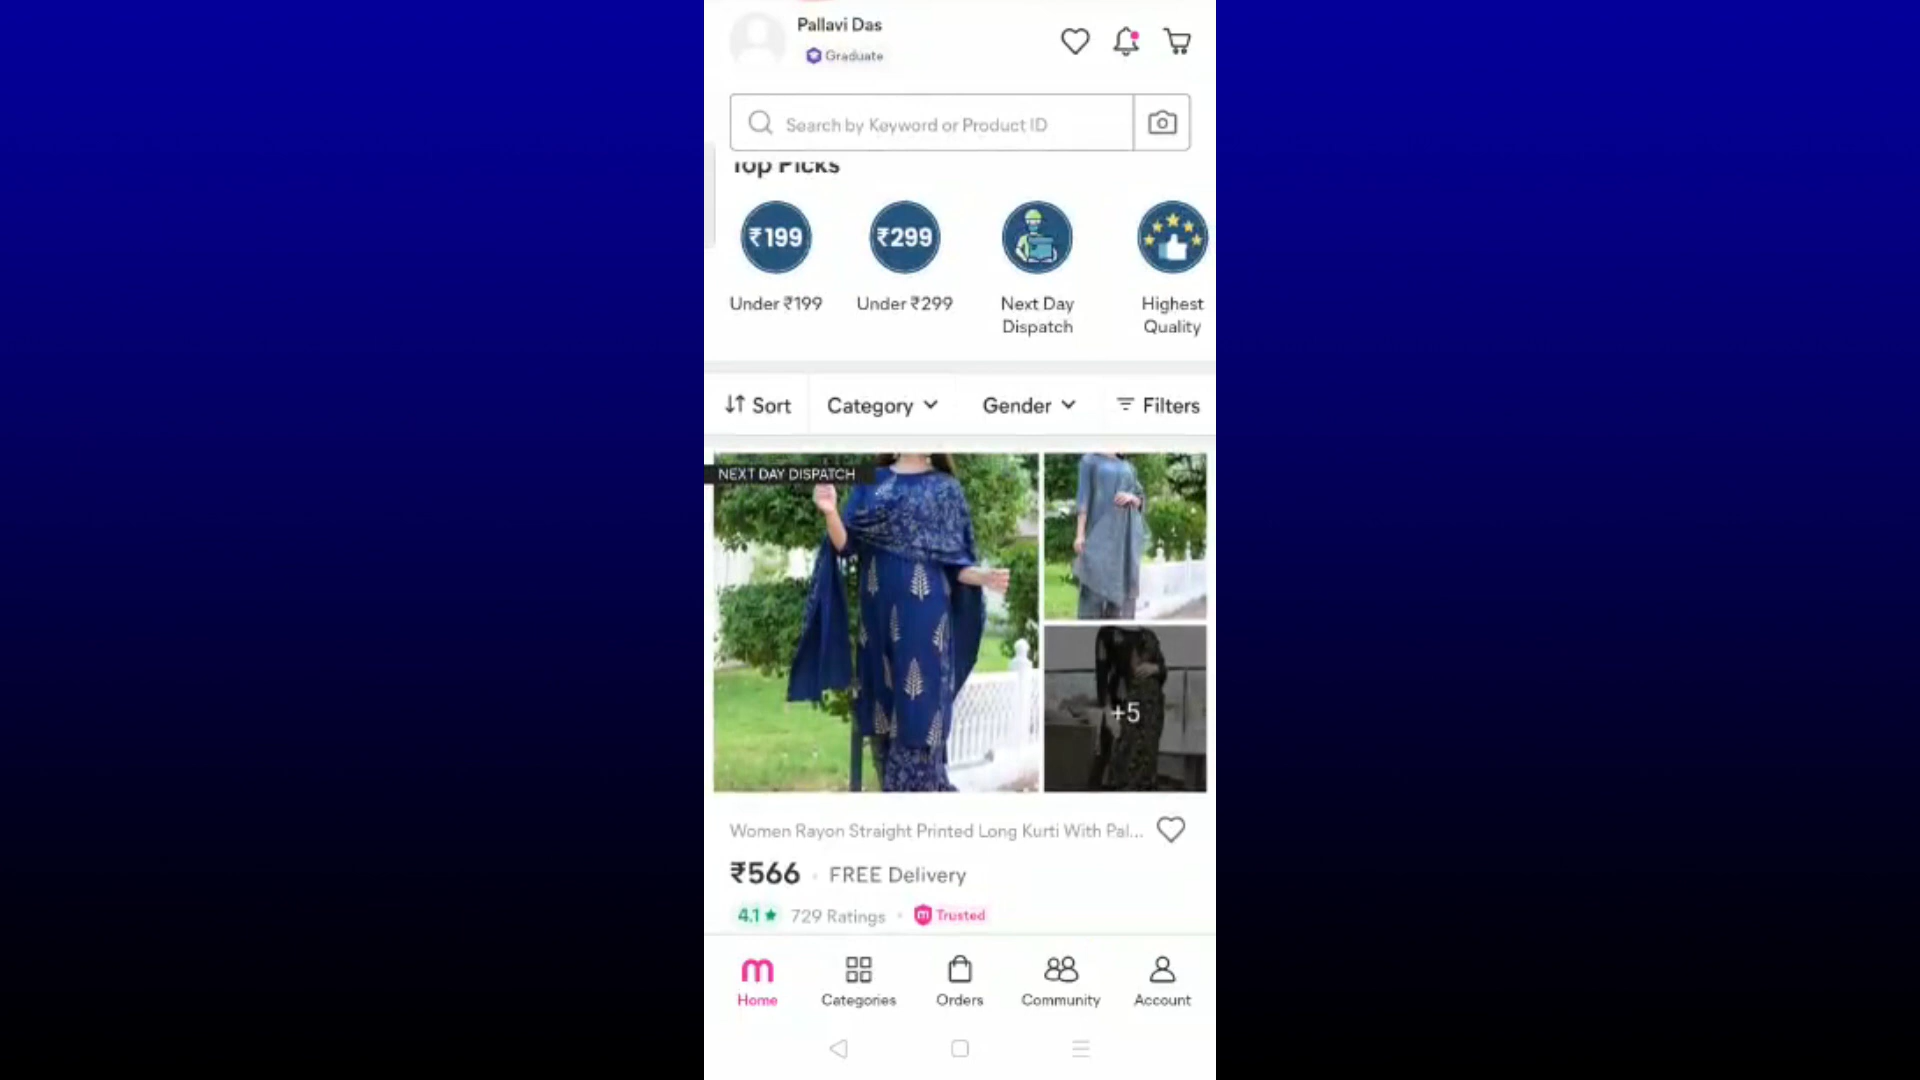 Pallavi Das
Graduate
Search by Keyword or Product ID
Top Picks
₹199
₹299
Under ₹199
Under ₹299
Next Day
Dispatch
Highest
Quality
Sort
Category
Gender
Filters
NEXT DAY DISPATCH
+5
Women Rayon Straight Printed Long Kurti With Pal...
₹566
FREE Delivery
4.1★
729 Ratings
m Trusted
m
Home
Categories
Orders
Community
Account